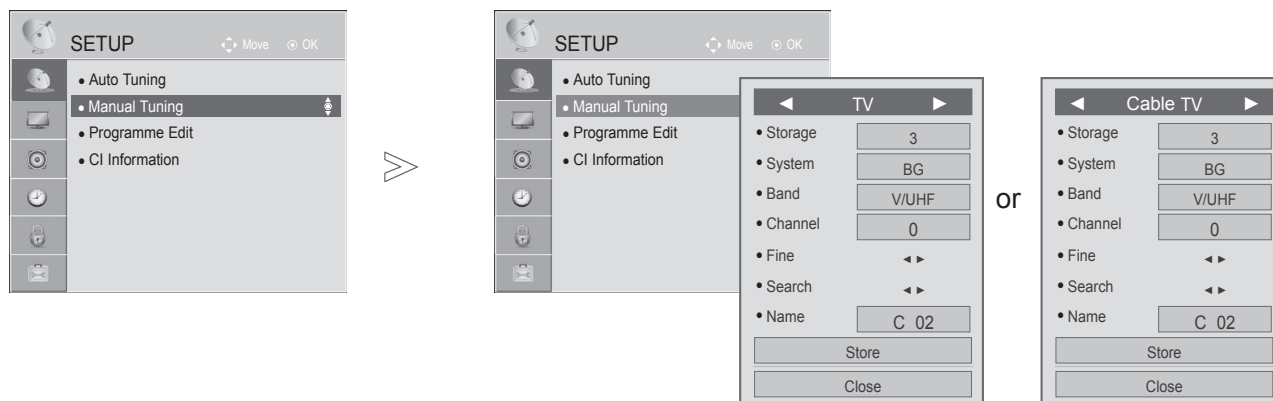 SETUP
Move OK
• Auto Tuning
• Manual Tuning
• Programme Edit
• CI Information
SETUP
Move OK
• Auto Tuning
• Manual Tuning
• Programme Edit
• CI Information
◄ TV ►
• Storage 3
• System BG
• Band V/UHF
• Channel 0
• Fine ◄ ►
• Search ◄ ►
• Name C 02
Store
Close
or
◄ Cable TV ►
• Storage 3
• System BG
• Band V/UHF
• Channel 0
• Fine ◄ ►
• Search ◄ ►
• Name C 02
Store
Close